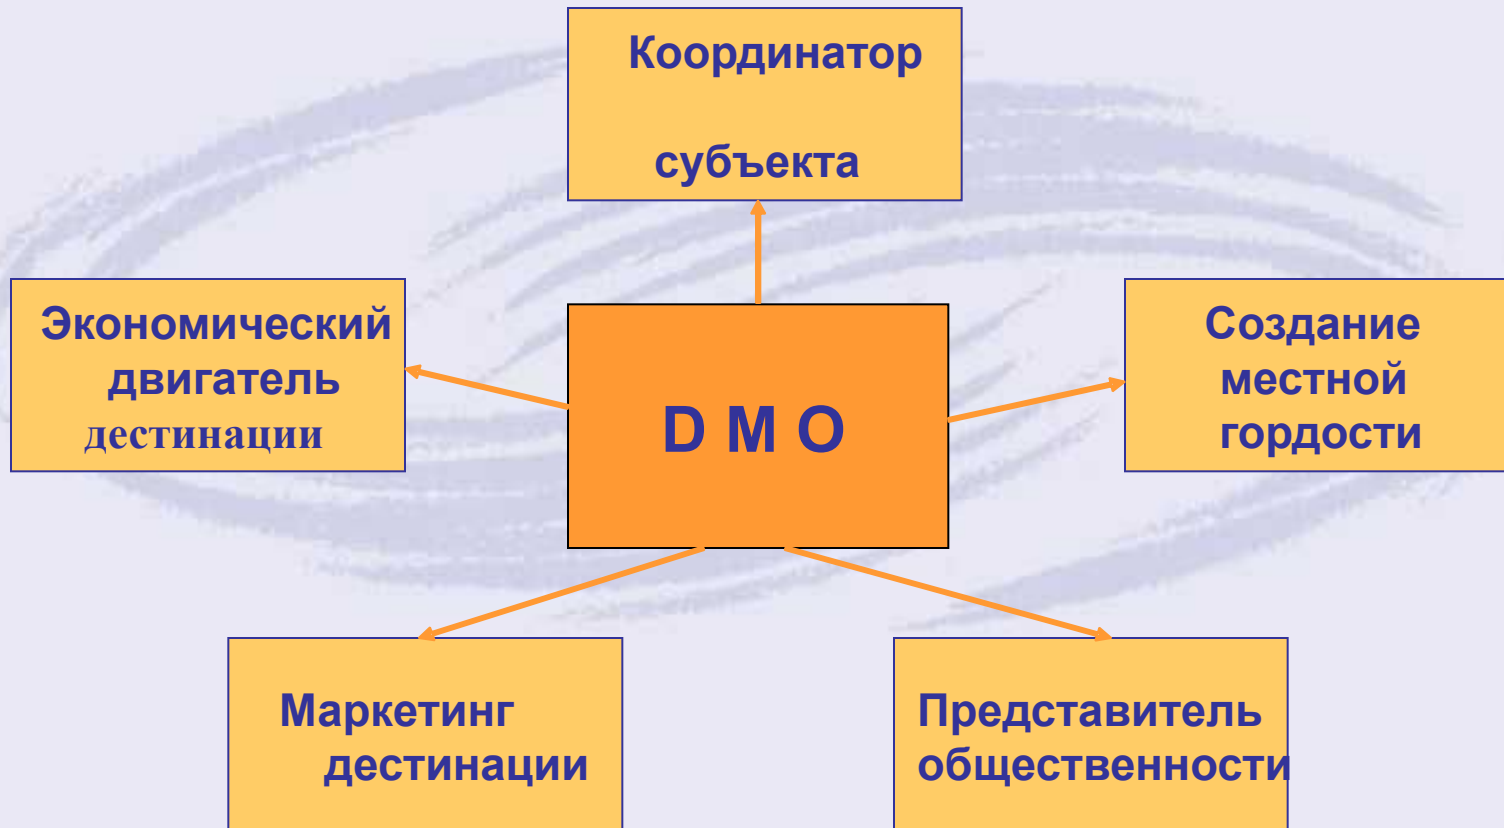 Координатор
субъекта
Экономический
двигатель
дестинации
D M O
Создание
местной
гордости
Маркетинг
дестинации
Представитель
общественности